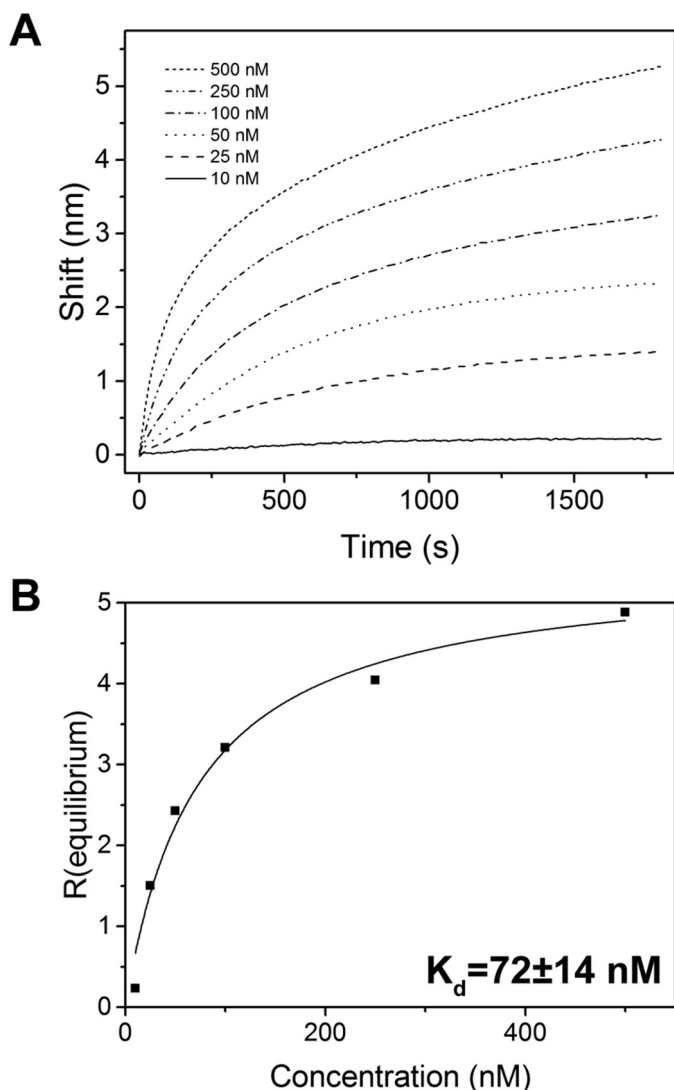 A
500 nM
250 nM
100 nM
50 nM
25 nM
10 nM
5
4
3
2
1
0
Shift (nm)
0 500 1000 1500
Time (s)
B
5
4
3
2
1
0
R(equilibrium)
Kd=72±14 nM
0 200 400
Concentration (nM)